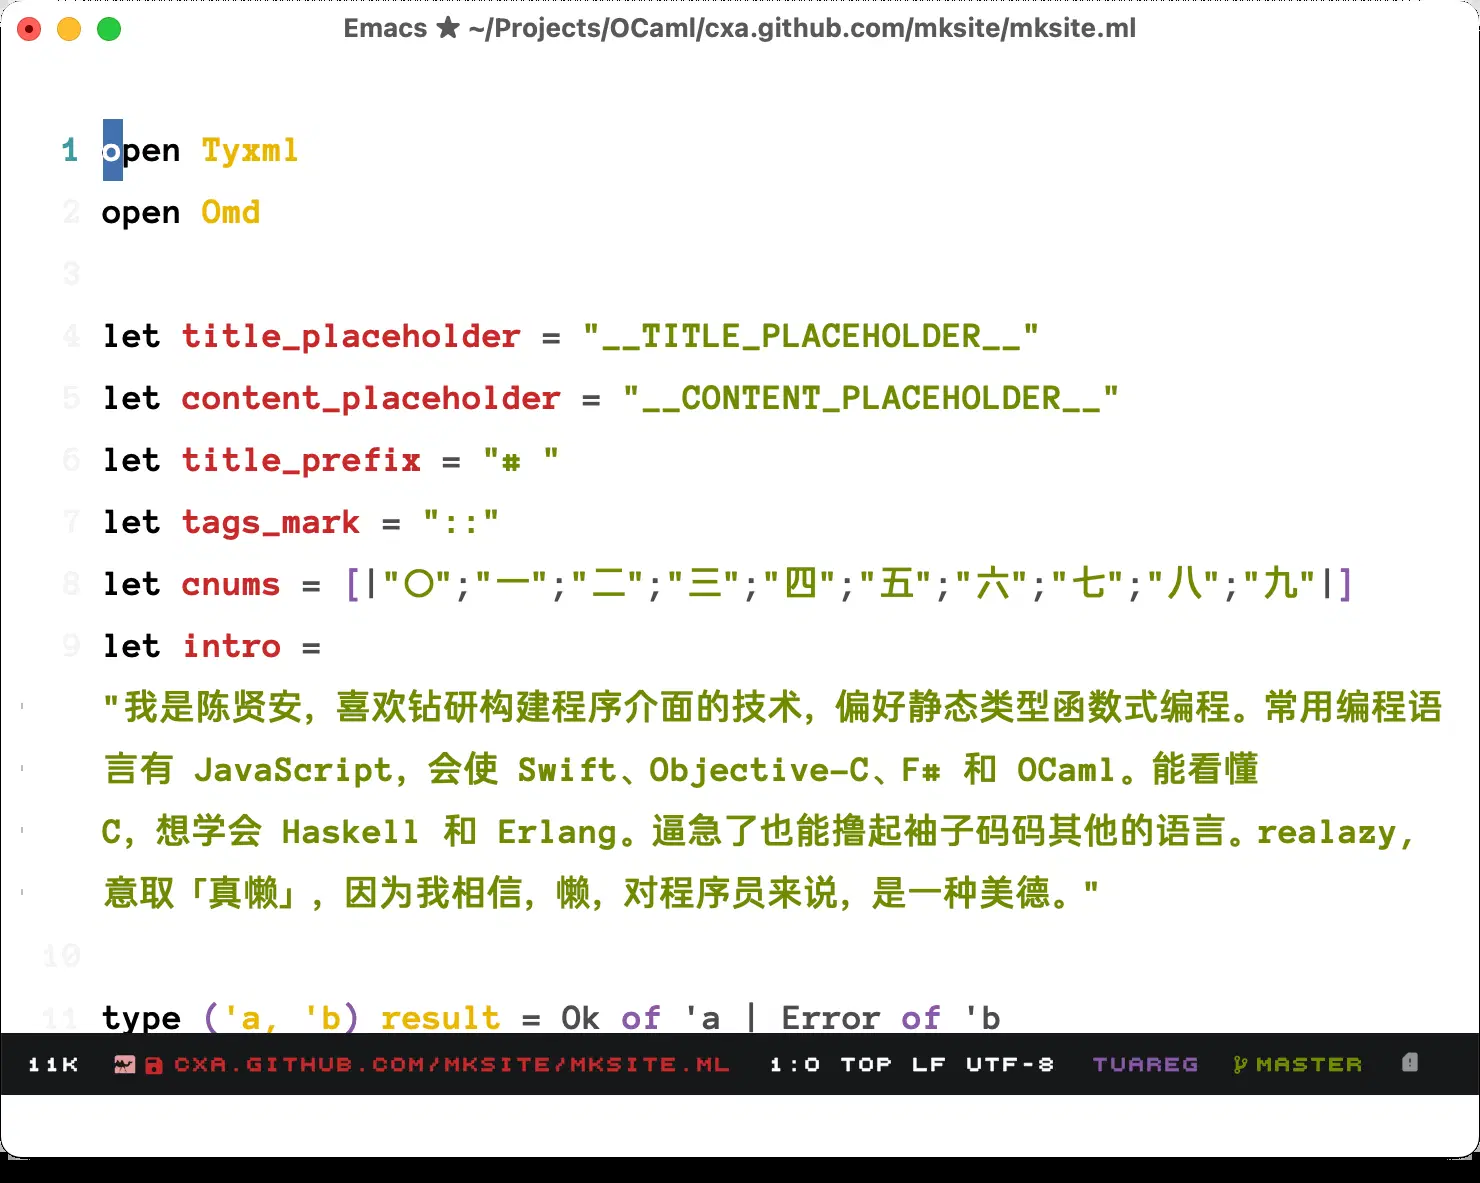 Emacs ★ ~/Projects/OCaml/cxa.github.com/mksite/mksite.ml
1 open Tyxml
2 open Omd
3
4 let title_placeholder = "__TITLE_PLACEHOLDER__"
5 let content_placeholder = "__CONTENT_PLACEHOLDER__"
6 let title_prefix = "# "
7 let tags_mark = "::"
8 let cnums = [|"〇";"一";"二";"三";"四";"五";"六";"七";"八";"九"|]
9 let intro =
"我是陈贤安，喜欢钻研构建程序介面的技术，偏好静态类型函数式编程。常用编程语
言有 JavaScript，会使 Swift、Objective-C、F# 和 OCaml。能看懂
C，想学会 Haskell 和 Erlang。逼急了也能撸起袖子码码其他的语言。realazy，
意取「真懒」，因为我相信，懒，对程序员来说，是一种美德。"
10
11 type ('a, 'b) result = Ok of 'a | Error of 'b
11K CXA.GITHUB.COM/MKSITE/MKSITE.ML 1:0 TOP LF UTF-8 TUAREG MASTER